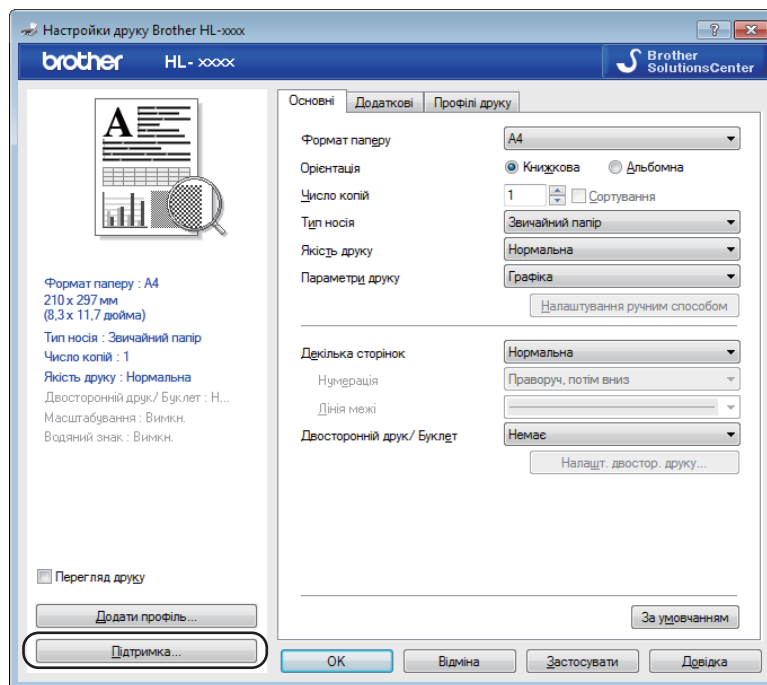 Настройки друку Brother HL-xxxx
brother HL- xxxx
Brother
SolutionsCenter
A
Формат паперу : A4
210 x 297 мм
(8,3 x 11,7 дюйма)
Тип носія : Звичайний папір
Число копій : 1
Якість друку : Нормальна
Двосторонній друк/ Буклет : Н...
Масштабування : Вимкн.
Водяний знак : Вимкн.
Перегляд друку
Додати профіль...
Підтримка...
Основні Додаткові Профілі друку
Формат паперу A4
Орієнтація Книжкова Альбомна
Число копій 1 Сортування
Тип носія Звичайний папір
Якість друку Нормальна
Параметри друку Графіка
Налаштування ручним способом
Декілька сторінок Нормальна
Нумерація Праворуч, потім вниз
Лінія межі
Двосторонній друк/ Буклет Немає
Налашт. двостор. друку...
За умовчанням
OK Відміна Застосувати Довідка